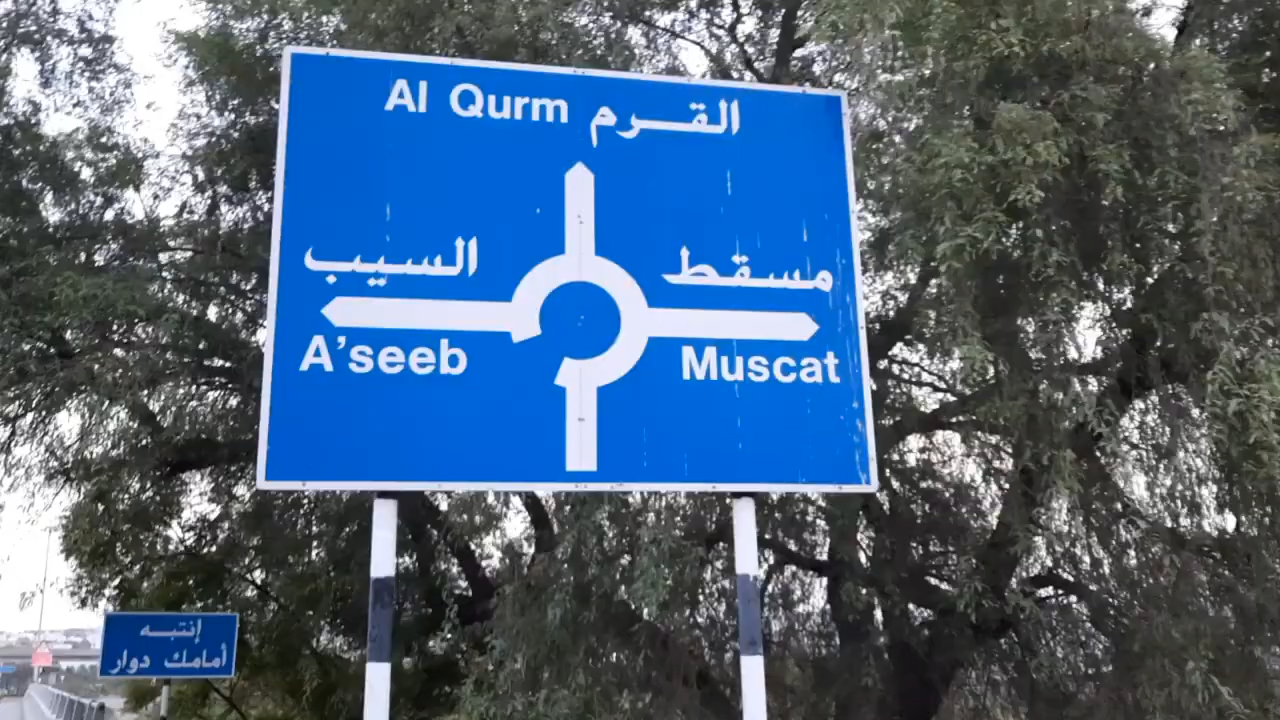 Al Qurm القرم
السيب
A'seeb
مسقط
Muscat
إنتبه
أمامك دوار